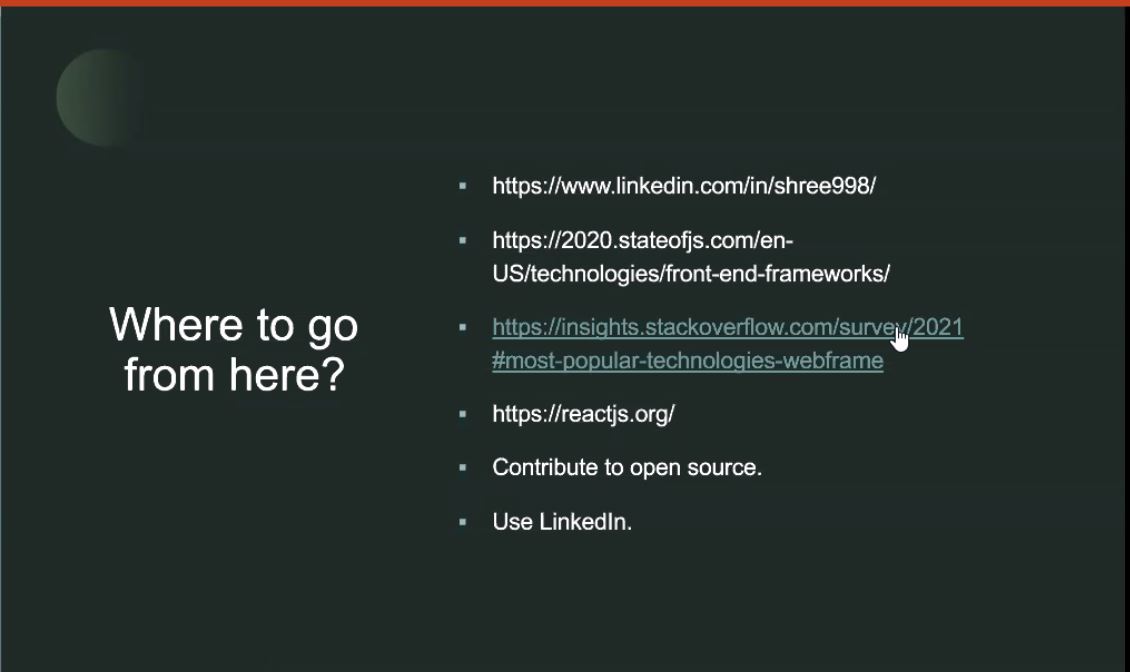 Where to go
from here?
https://www.linkedin.com/in/shree998/
https://2020.stateofjs.com/en-
US/technologies/front-end-frameworks/
https://insights.stackoverflow.com/survey/2021
#most-popular-technologies-webframe
https://reactjs.org/
Contribute to open source.
Use LinkedIn.